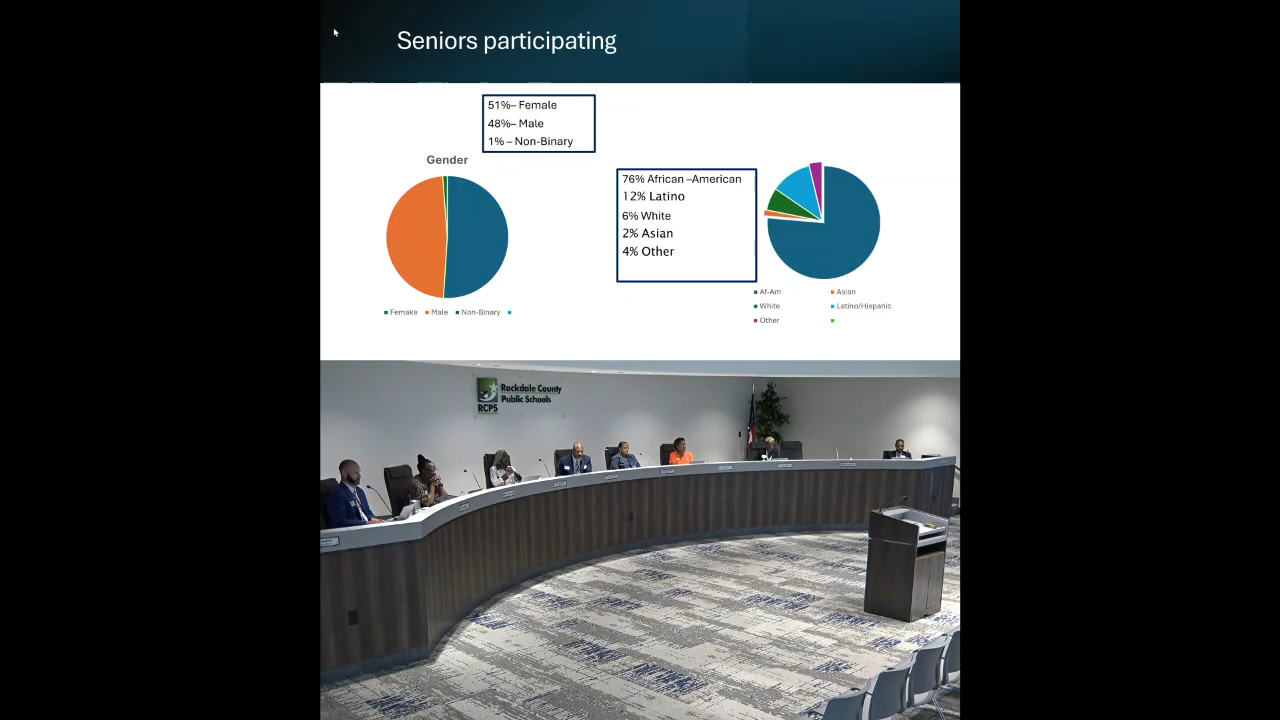 Seniors participating
51%– Female
48%– Male
1% – Non-Binary
Gender
Femake Male Non-Binary
76% African –American
12% Latino
6% White
2% Asian
4% Other
Af-Am Asian
White Latino/Hispanic
Other
Rockdale County
Public Schools
RCPS